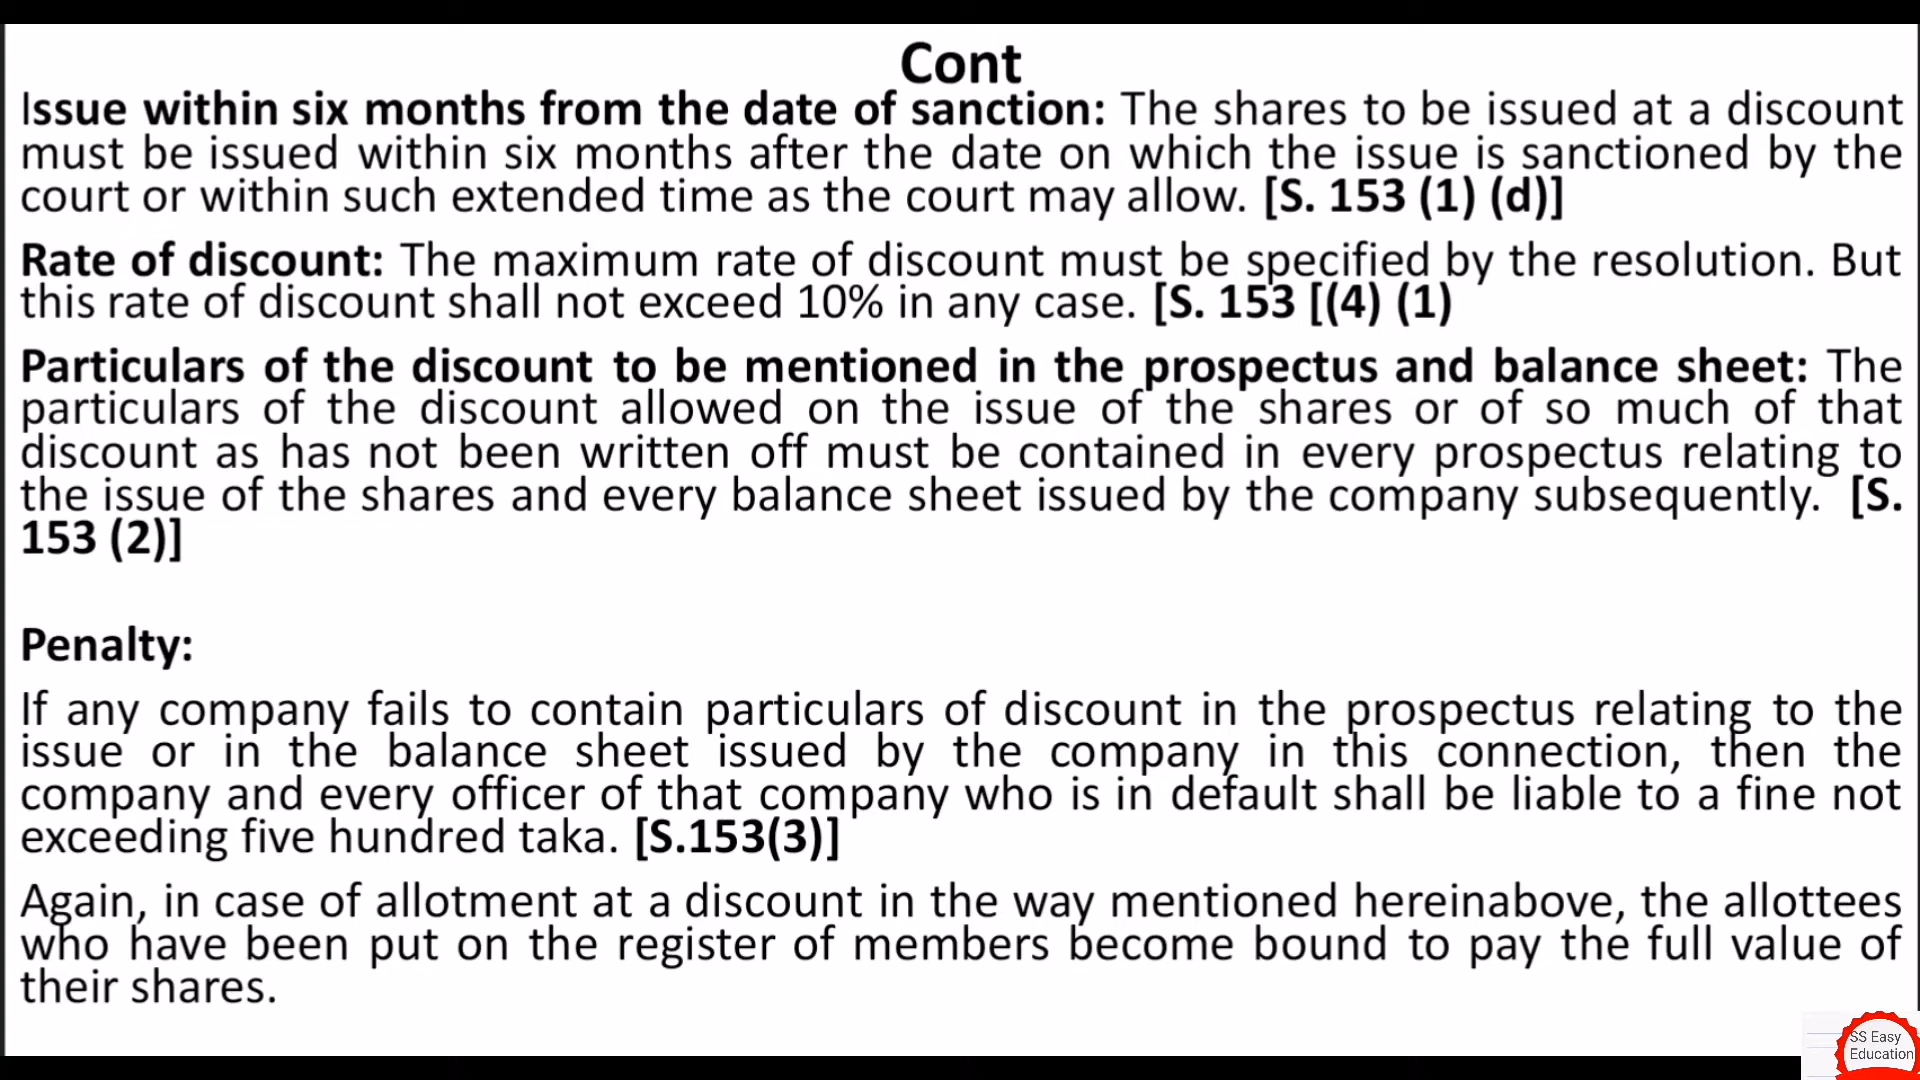 Cont
Issue within six months from the date of sanction: The shares to be issued at a discount
must be issued within six months after the date on which the issue is sanctioned by the
court or within such extended time as the court may allow. [S. 153 (1) (d)]
Rate of discount: The maximum rate of discount must be specified by the resolution. But
this rate of discount shall not exceed 10% in any case. [S. 153 [(4) (1)
Particulars of the discount to be mentioned in the prospectus and balance sheet: The
particulars of the discount allowed on the issue of the shares or of so much of that
discount as has not been written off must be contained in every prospectus relating to
the issue of the shares and every balance sheet issued by the company subsequently. [S.
153 (2)]
Penalty:
If any company fails to contain particulars of discount in the prospectus relating to the
issue or in the balance sheet issued by the company in this connection, then the
company and every officer of that company who is in default shall be liable to a fine not
exceeding five hundred taka. [S.153(3)]
Again, in case of allotment at a discount in the way mentioned hereinabove, the allottees
who have been put on the register of members become bound to pay the full value of
their shares.
SS Easy
Education